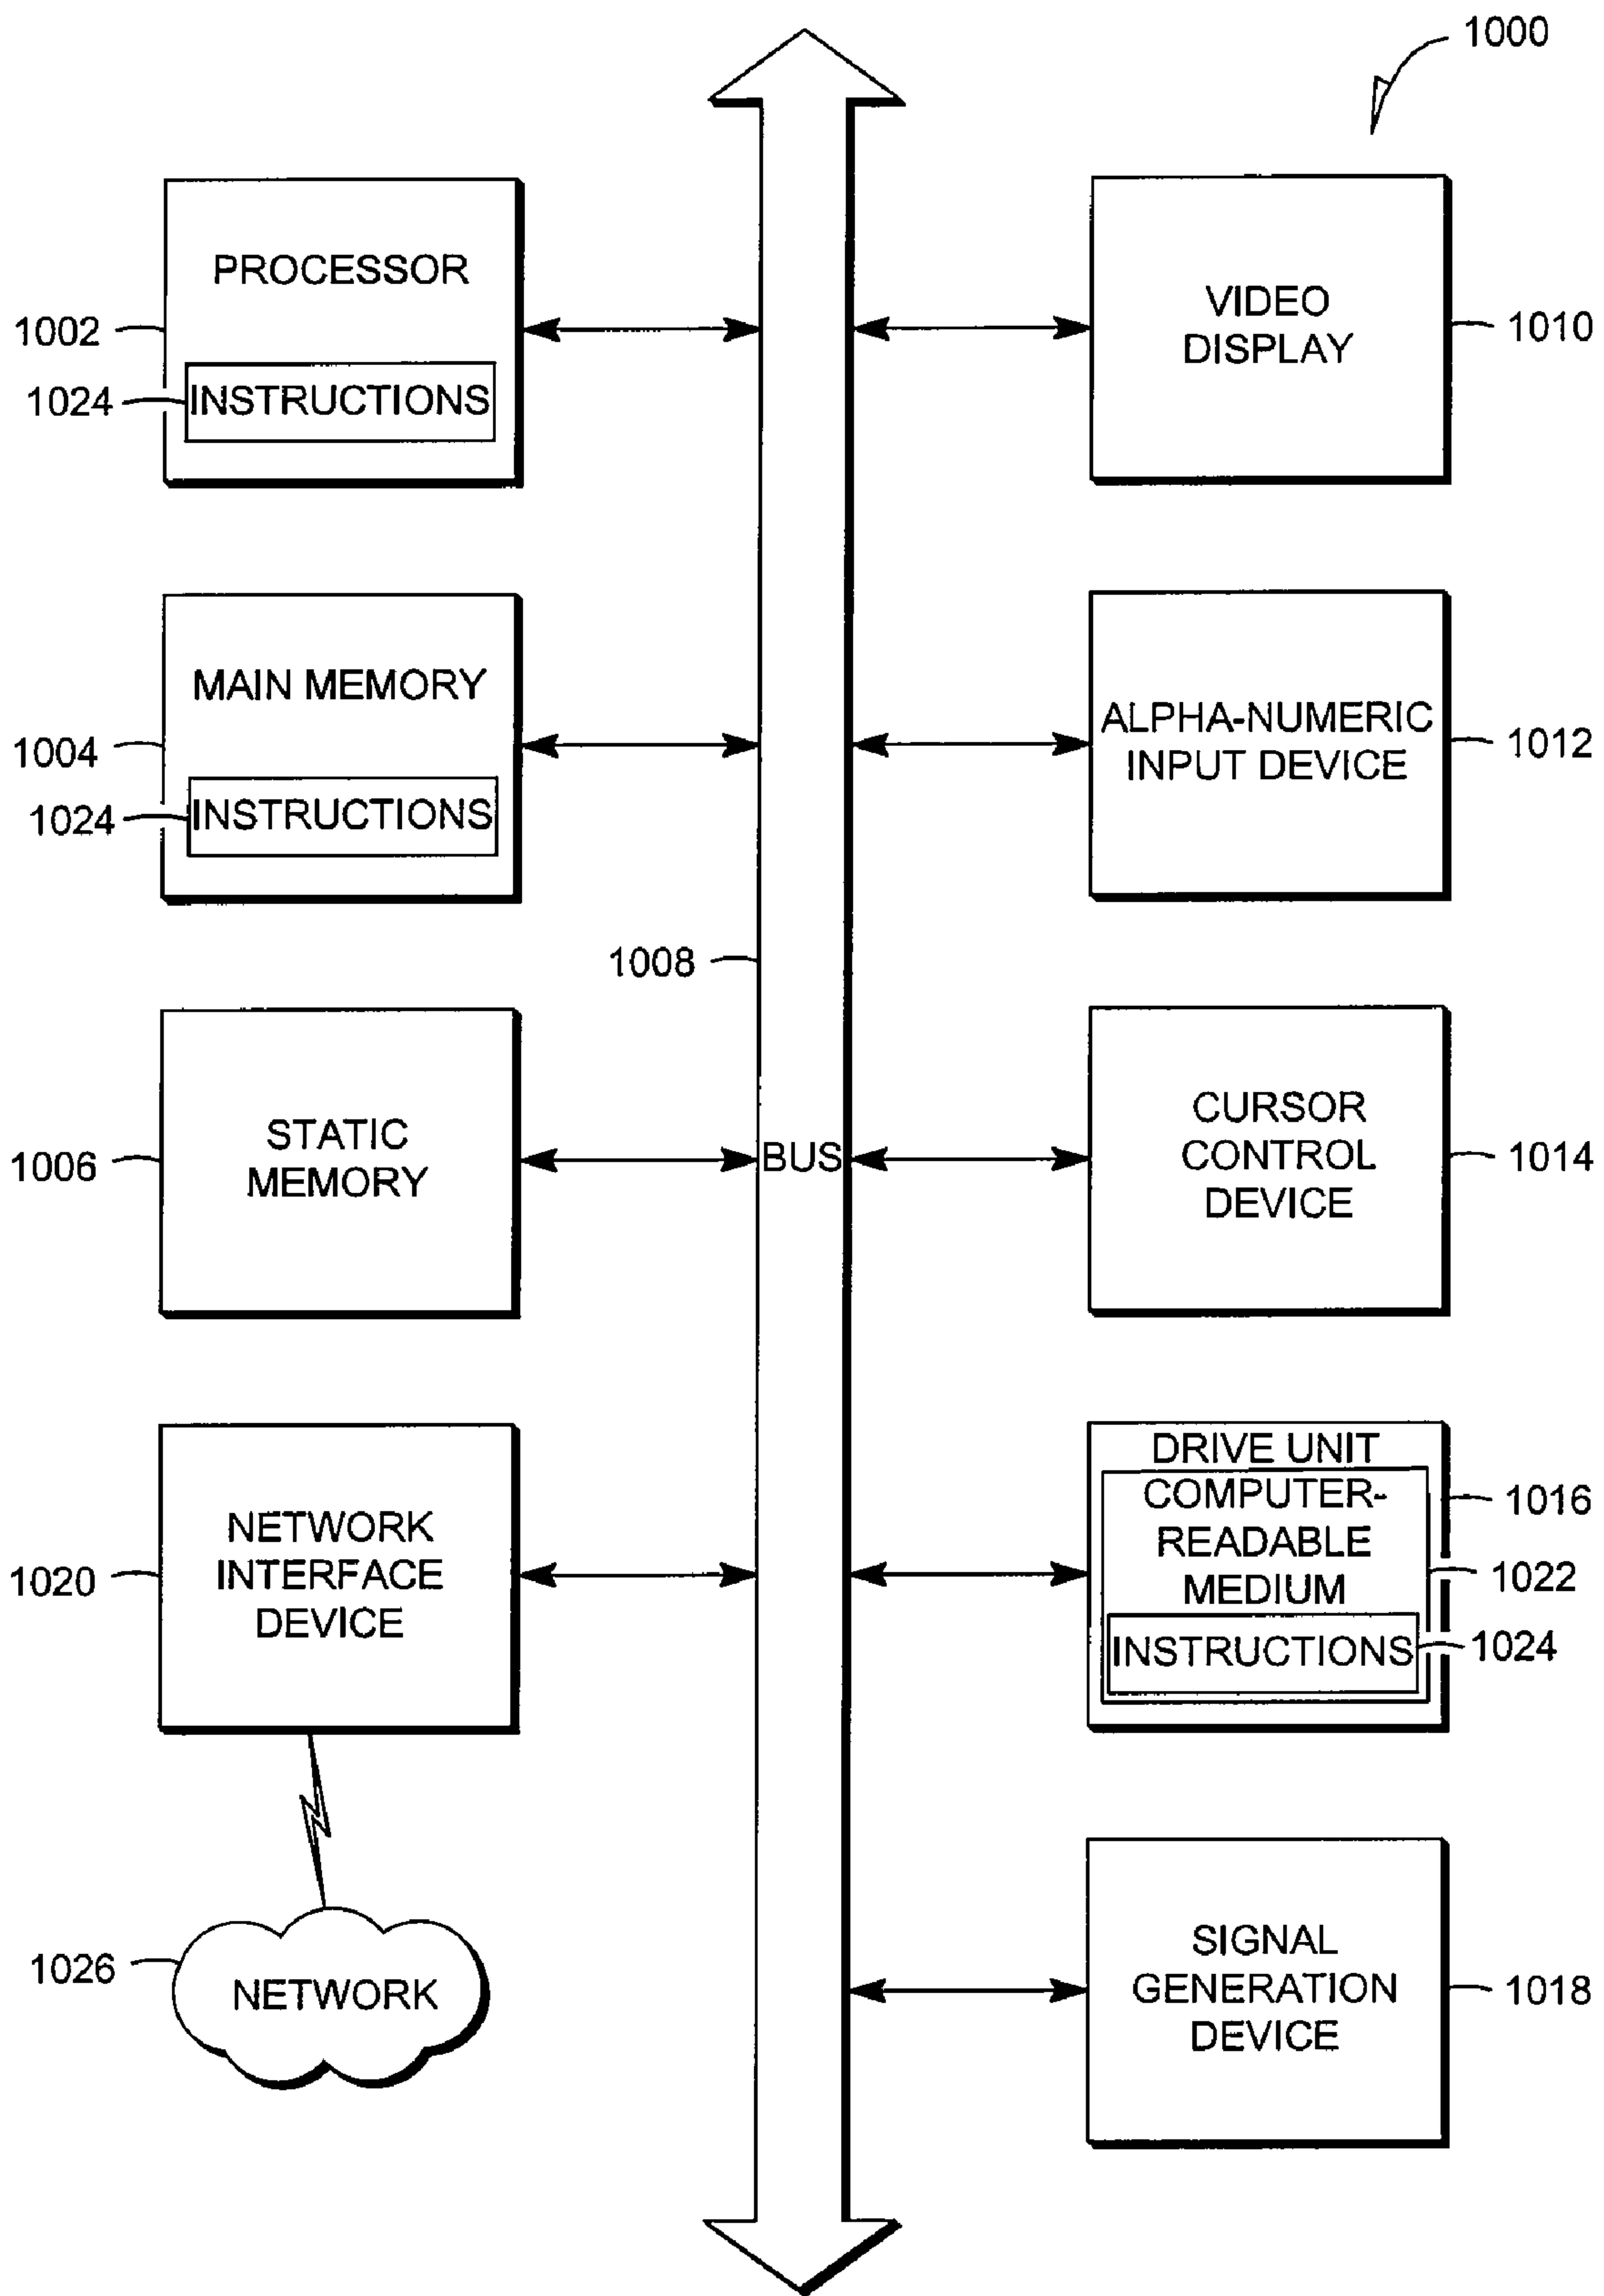 1000
PROCESSOR
1002
1024
INSTRUCTIONS
VIDEO
DISPLAY
1010
MAIN MEMORY
1004
1024
INSTRUCTIONS
ALPHA-NUMERIC
INPUT DEVICE
1012
1008
STATIC
MEMORY
1006
BUS
CURSOR
CONTROL
DEVICE
1014
NETWORK
INTERFACE
DEVICE
1020
DRIVE UNIT
COMPUTER-
READABLE
MEDIUM
INSTRUCTIONS
1016
1022
1024
1026
NETWORK
SIGNAL
GENERATION
DEVICE
1018